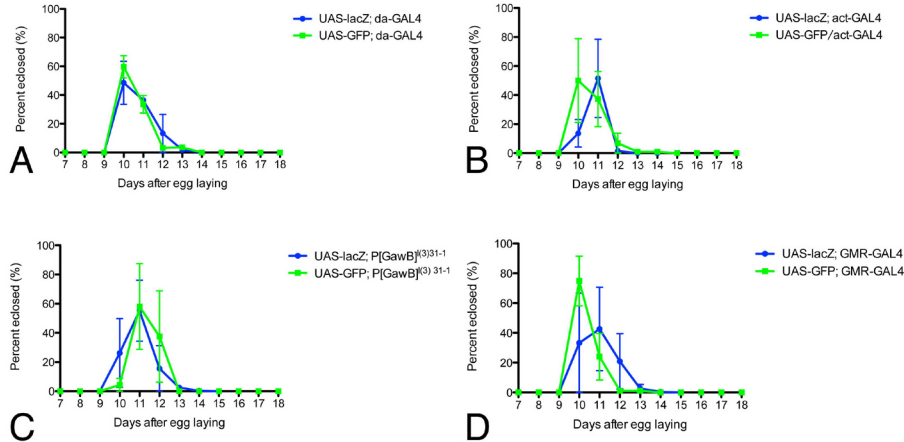 UAS-lacZ; da-GAL4
UAS-GFP; da-GAL4
Percent eclosed (%)
100
80
60
40
20
0
7 8 9 10 11 12 13 14 15 16 17 18
Days after egg laying
A
UAS-lacZ; act-GAL4
UAS-GFP/act-GAL4
Percent eclosed (%)
100
80
60
40
20
0
7 8 9 10 11 12 13 14 15 16 17 18
Days after egg laying
B
UAS-lacZ; P[GawB]l(3)31-1
UAS-GFP; P[GawB]l(3) 31-1
Percent eclosed (%)
100
80
60
40
20
0
7 8 9 10 11 12 13 14 15 16 17 18
Days after egg laying
C
UAS-lacZ; GMR-GAL4
UAS-GFP; GMR-GAL4
Percent eclosed (%)
100
80
60
40
20
0
7 8 9 10 11 12 13 14 15 16 17 18
Days after egg laying
D